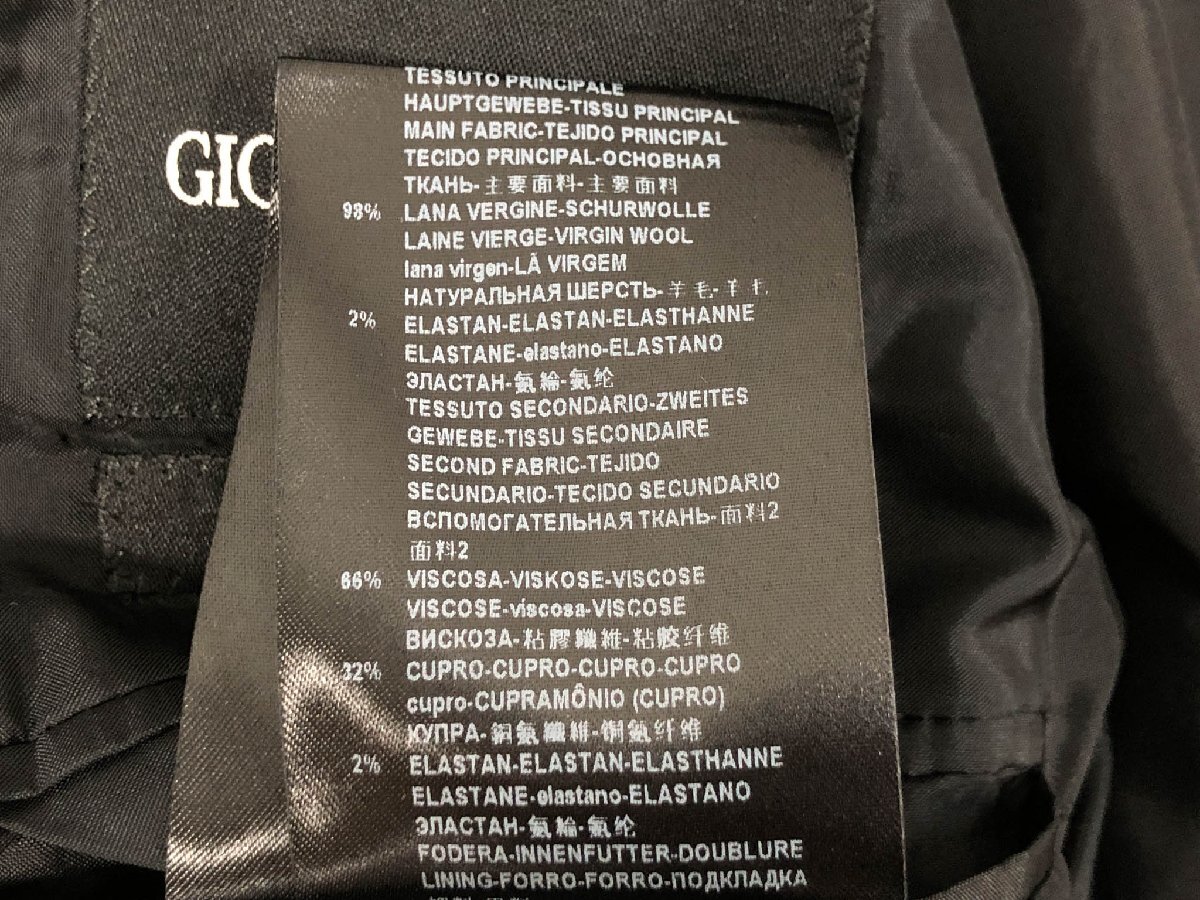 GIO
TESSUTO PRINCIPALE
HAUPTGEWEBE-TISSU PRINCIPAL
MAIN FABRIC-TEJIDO PRINCIPAL
TECIDO PRINCIPAL-ОСНОВНАЯ
ТКАНЬ-主要面料-主要面料
98% LANA VERGINE-SCHURWOLLE
LAINE VIERGE-VIRGIN WOOL
lana virgen-LÃ VIRGEM
НАТУРАЛЬНАЯ ШЕРСТЬ-羊毛-羊毛
2% ELASTAN-ELASTAN-ELASTHANNE
ELASTANE-elastano-ELASTANO
ЭЛАСТАН-氨綸-氨纶
TESSUTO SECONDARIO-ZWEITES
GEWEBE-TISSU SECONDAIRE
SECOND FABRIC-TEJIDO
SECUNDARIO-TECIDO SECUNDARIO
ВСПОМОГАТЕЛЬНАЯ ТКАНЬ-面料2
面料2
66% VISCOSA-VISKOSE-VISCOSE
VISCOSE-viscosa-VISCOSE
ВИСКОЗА-粘膠纖維-粘胶纤维
32% CUPRO-CUPRO-CUPRO-CUPRO
cupro-CUPRAMÔNIO (CUPRO)
КУПРА-銅氨纖維-铜氨纤维
2% ELASTAN-ELASTAN-ELASTHANNE
ELASTANE-elastano-ELASTANO
ЭЛАСТАН-氨綸-氨纶
FODERA-INNENFUTTER-DOUBLURE
LINING-FORRO-FORRO-ПОДКЛАДКА